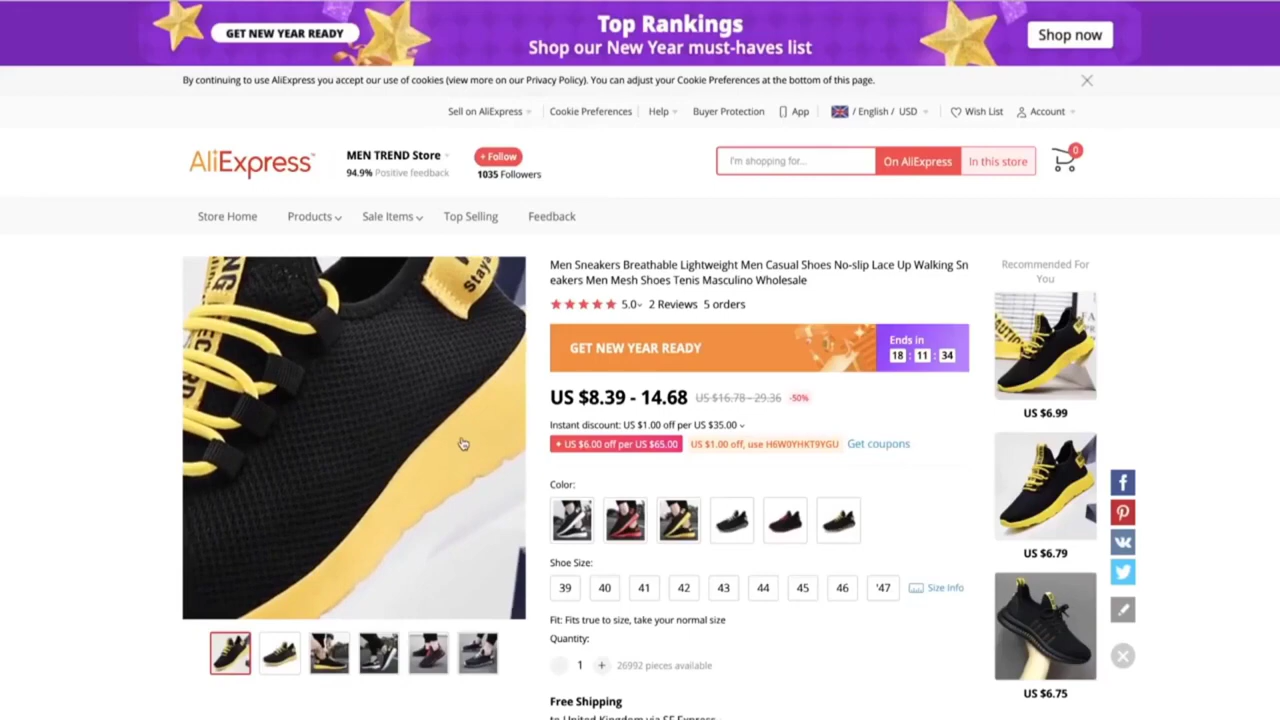 GET NEW YEAR READY
Top Rankings
Shop our New Year must-haves list
Shop now
By continuing to use AliExpress you accept our use of cookies (view more on our Privacy Policy). You can adjust your Cookie Preferences at the bottom of this page.
Sell on AliExpress
Cookie Preferences
Help
Buyer Protection
App
/ English / USD
Wish List
Account
AliExpress
MEN TREND Store
94.9% Positive feedback
+ Follow
1035 Followers
I'm shopping for...
On AliExpress
In this store
0
Store Home
Products
Sale Items
Top Selling
Feedback
Stay
Men Sneakers Breathable Lightweight Men Casual Shoes No-slip Lace Up Walking Sn
eakers Men Mesh Shoes Tenis Masculino Wholesale
5.0
2 Reviews
5 orders
GET NEW YEAR READY
Ends in
18 : 11 : 34
US $8.39 - 14.68
US $16.78 - 29.36
-50%
Instant discount: US $1.00 off per US $35.00
+ US $6.00 off per US $65.00
US $1.00 off, use H6W0YHKT9YGU
Get coupons
Color:
Shoe Size:
39
40
41
42
43
44
45
46
'47
Size Info
Fit: Fits true to size, take your normal size
Quantity:
1
+
26992 pieces available
Free Shipping
to United Kingdom via SF Express
Recommended For
You
US $6.99
US $6.79
US $6.75